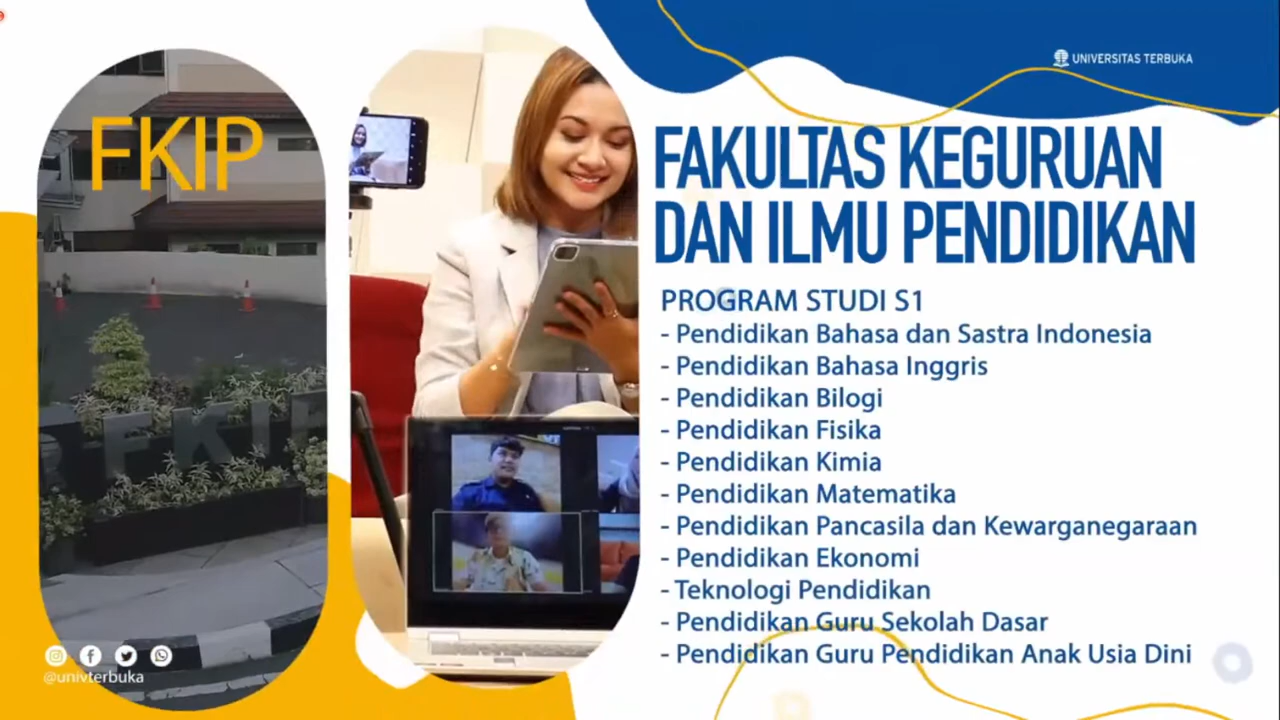 UNIVERSITAS TERBUKA
FKIP
FAKULTAS KEGURUAN
DAN ILMU PENDIDIKAN
PROGRAM STUDI S1
- Pendidikan Bahasa dan Sastra Indonesia
- Pendidikan Bahasa Inggris
- Pendidikan Bilogi
- Pendidikan Fisika
- Pendidikan Kimia
- Pendidikan Matematika
- Pendidikan Pancasila dan Kewarganegaraan
- Pendidikan Ekonomi
- Teknologi Pendidikan
- Pendidikan Guru Sekolah Dasar
- Pendidikan Guru Pendidikan Anak Usia Dini
FKIP
@univterbuka